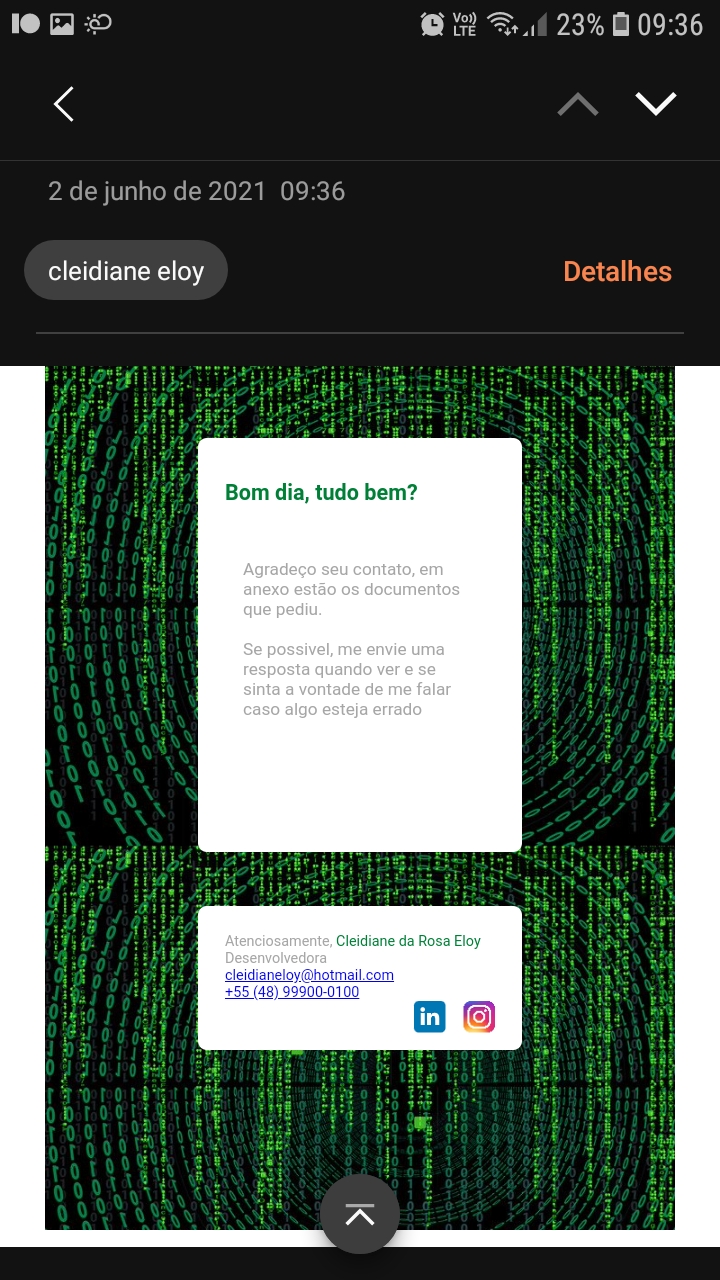 Vo)) LTE 23% 09:36
2 de junho de 2021 09:36
cleidiane eloy
Detalhes
Bom dia, tudo bem?
Agradeço seu contato, em
anexo estão os documentos
que pediu.
Se possivel, me envie uma
resposta quando ver e se
sinta a vontade de me falar
caso algo esteja errado
Atenciosamente, Cleidiane da Rosa Eloy
Desenvolvedora
cleidianeloy@hotmail.com
+55 (48) 99900-0100
in